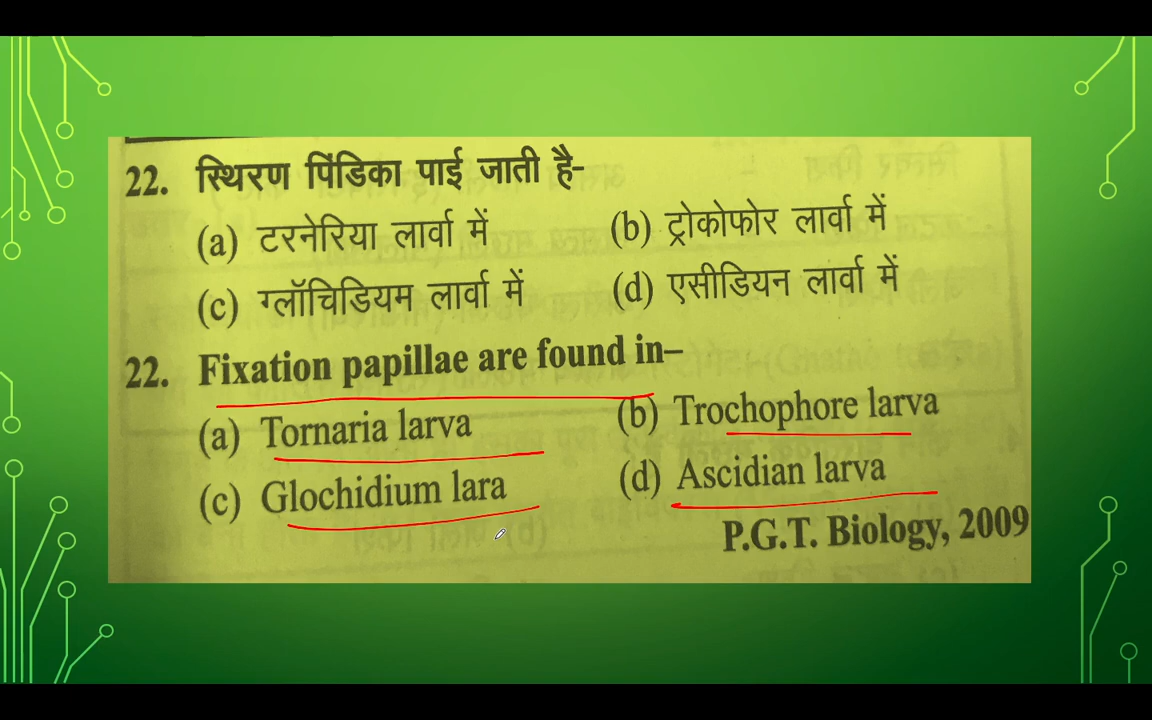 22. स्थिरण पिंडिका पाई जाती है-
(a) टरनेरिया लार्वा में (b) ट्रोकोफोर लार्वा में
(c) ग्लॉचिडियम लार्वा में (d) एसीडियन लार्वा में
22. Fixation papillae are found in–
(a) Tornaria larva (b) Trochophore larva
(c) Glochidium lara (d) Ascidian larva
P.G.T. Biology, 2009